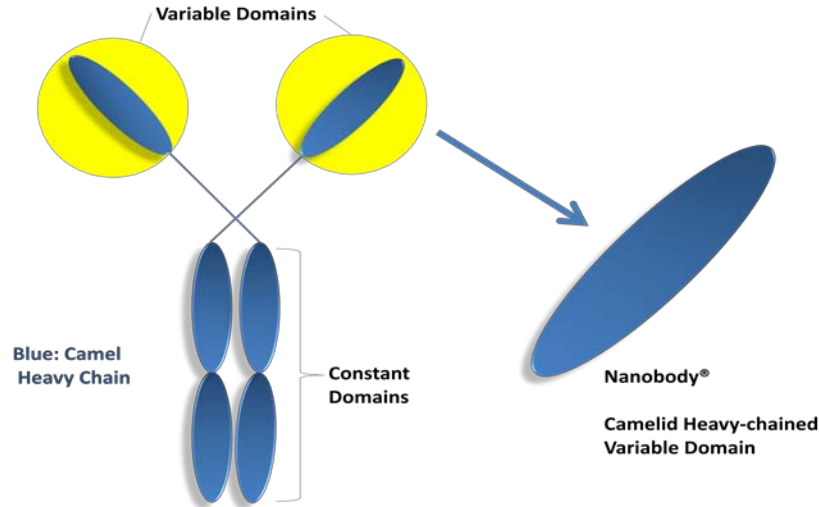 Variable Domains
Blue: Camel
Heavy Chain
Constant
Domains
Nanobody®
Camelid Heavy-chained
Variable Domain